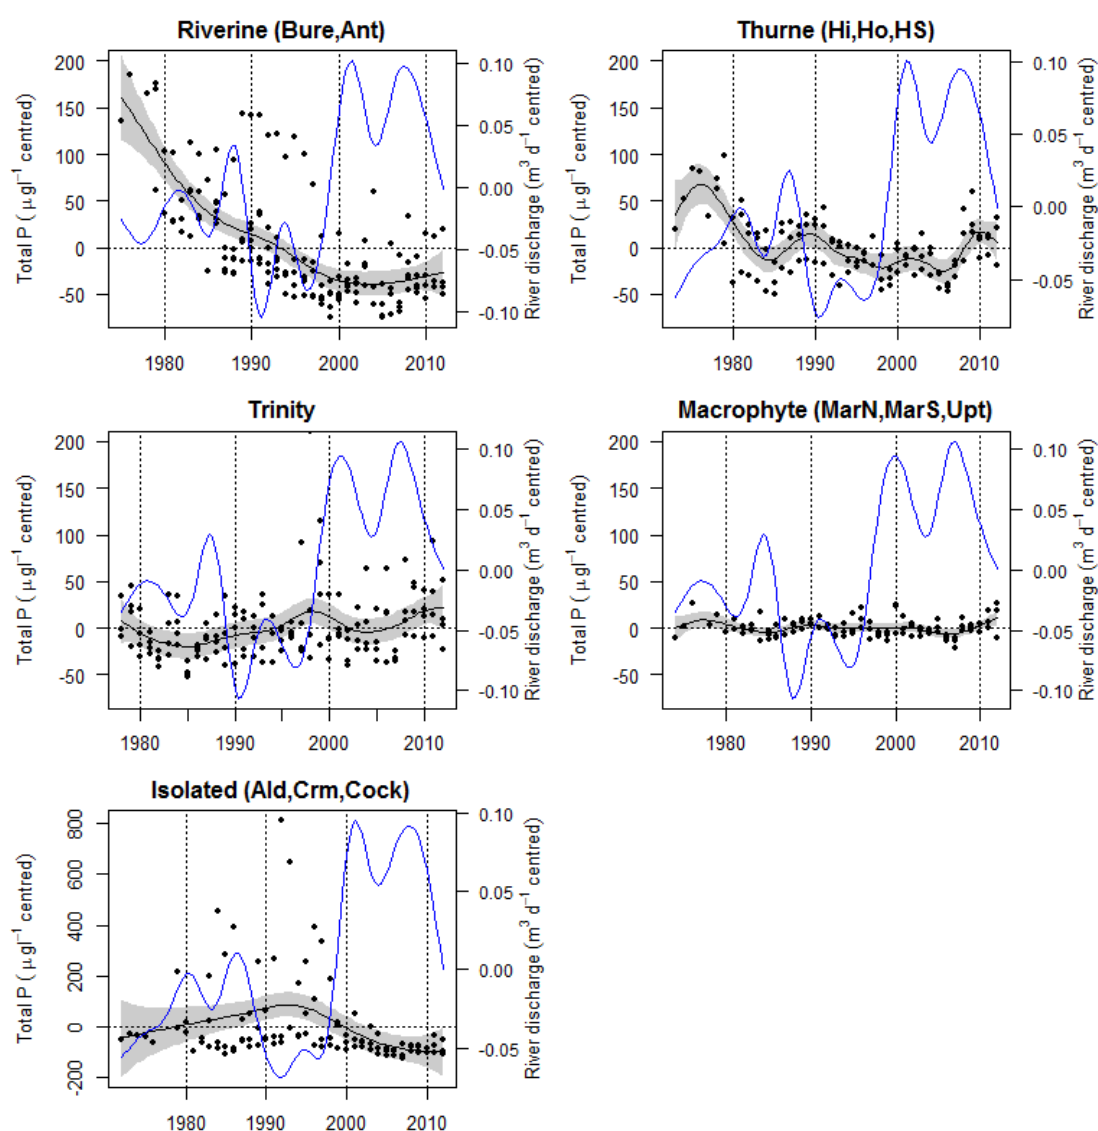 Riverine (Bure,Ant)
Total P ( μgl⁻¹ centred)
200
150
100
50
0
-50
1980 1990 2000 2010
0.10
0.05
0.00
-0.05
-0.10
River discharge (m³ d⁻¹ centred)
Thurne (Hi,Ho,HS)
Total P ( μgl⁻¹ centred)
200
150
100
50
0
-50
1980 1990 2000 2010
0.10
0.05
0.00
-0.05
River discharge (m³ d⁻¹ centred)
Trinity
Total P ( μgl⁻¹ centred)
200
150
100
50
0
-50
1980 1990 2000 2010
0.10
0.05
0.00
-0.05
-0.10
River discharge (m³ d⁻¹ centred)
Macrophyte (MarN,MarS,Upt)
Total P ( μgl⁻¹ centred)
200
150
100
50
0
-50
1980 1990 2000 2010
0.10
0.05
0.00
-0.05
-0.10
River discharge (m³ d⁻¹ centred)
Isolated (Ald,Crm,Cock)
Total P ( μgl⁻¹ centred)
800
600
400
200
0
-200
1980 1990 2000 2010
0.10
0.05
0.00
-0.05
River discharge (m³ d⁻¹ centred)